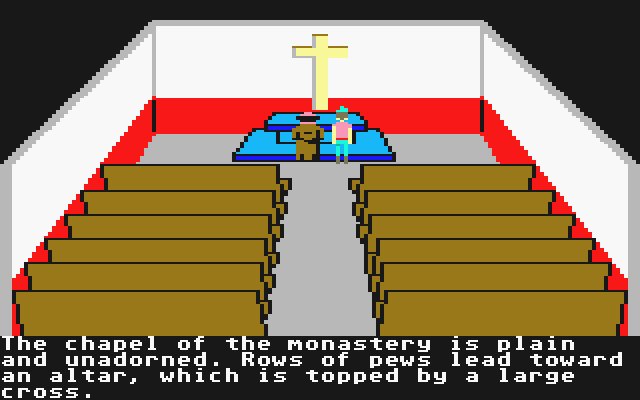 The chapel of the monastery is plain
and unadorned. Rows of pews lead toward
an altar, which is topped by a large
cross.